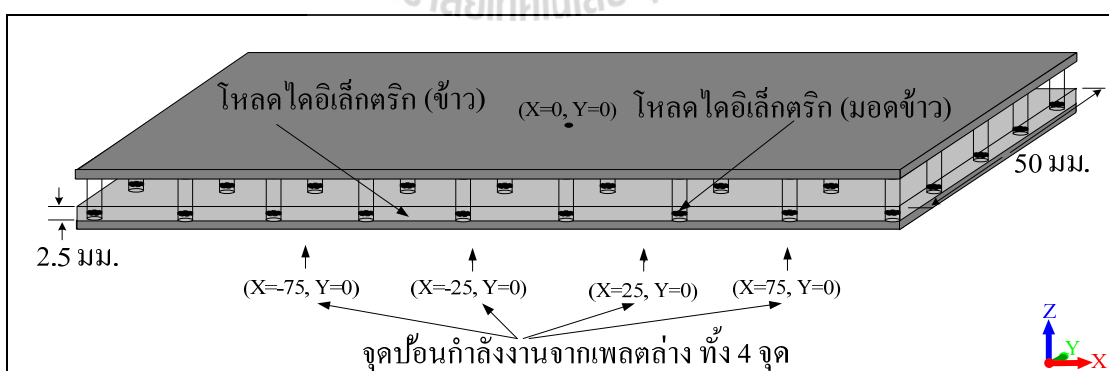 โหลดไดอิเล็กตริก (ข้าว)
(X=0, Y=0)
โหลดไดอิเล็กตริก (มอดข้าว)
50 มม.
2.5 มม.
(X=-75, Y=0)
(X=-25, Y=0)
(X=25, Y=0)
(X=75, Y=0)
จุดป้อนกำลังงานจากเพลตล่าง ทั้ง 4 จุด
Z
Y
X